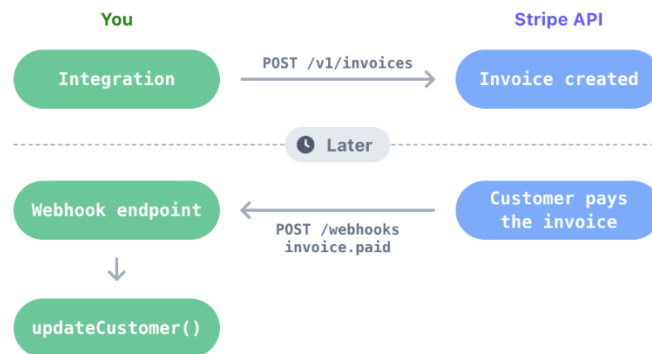 You
Stripe API
Integration
POST /v1/invoices
Invoice created
Later
Webhook endpoint
POST /webhooks
invoice.paid
Customer pays
the invoice
updateCustomer()